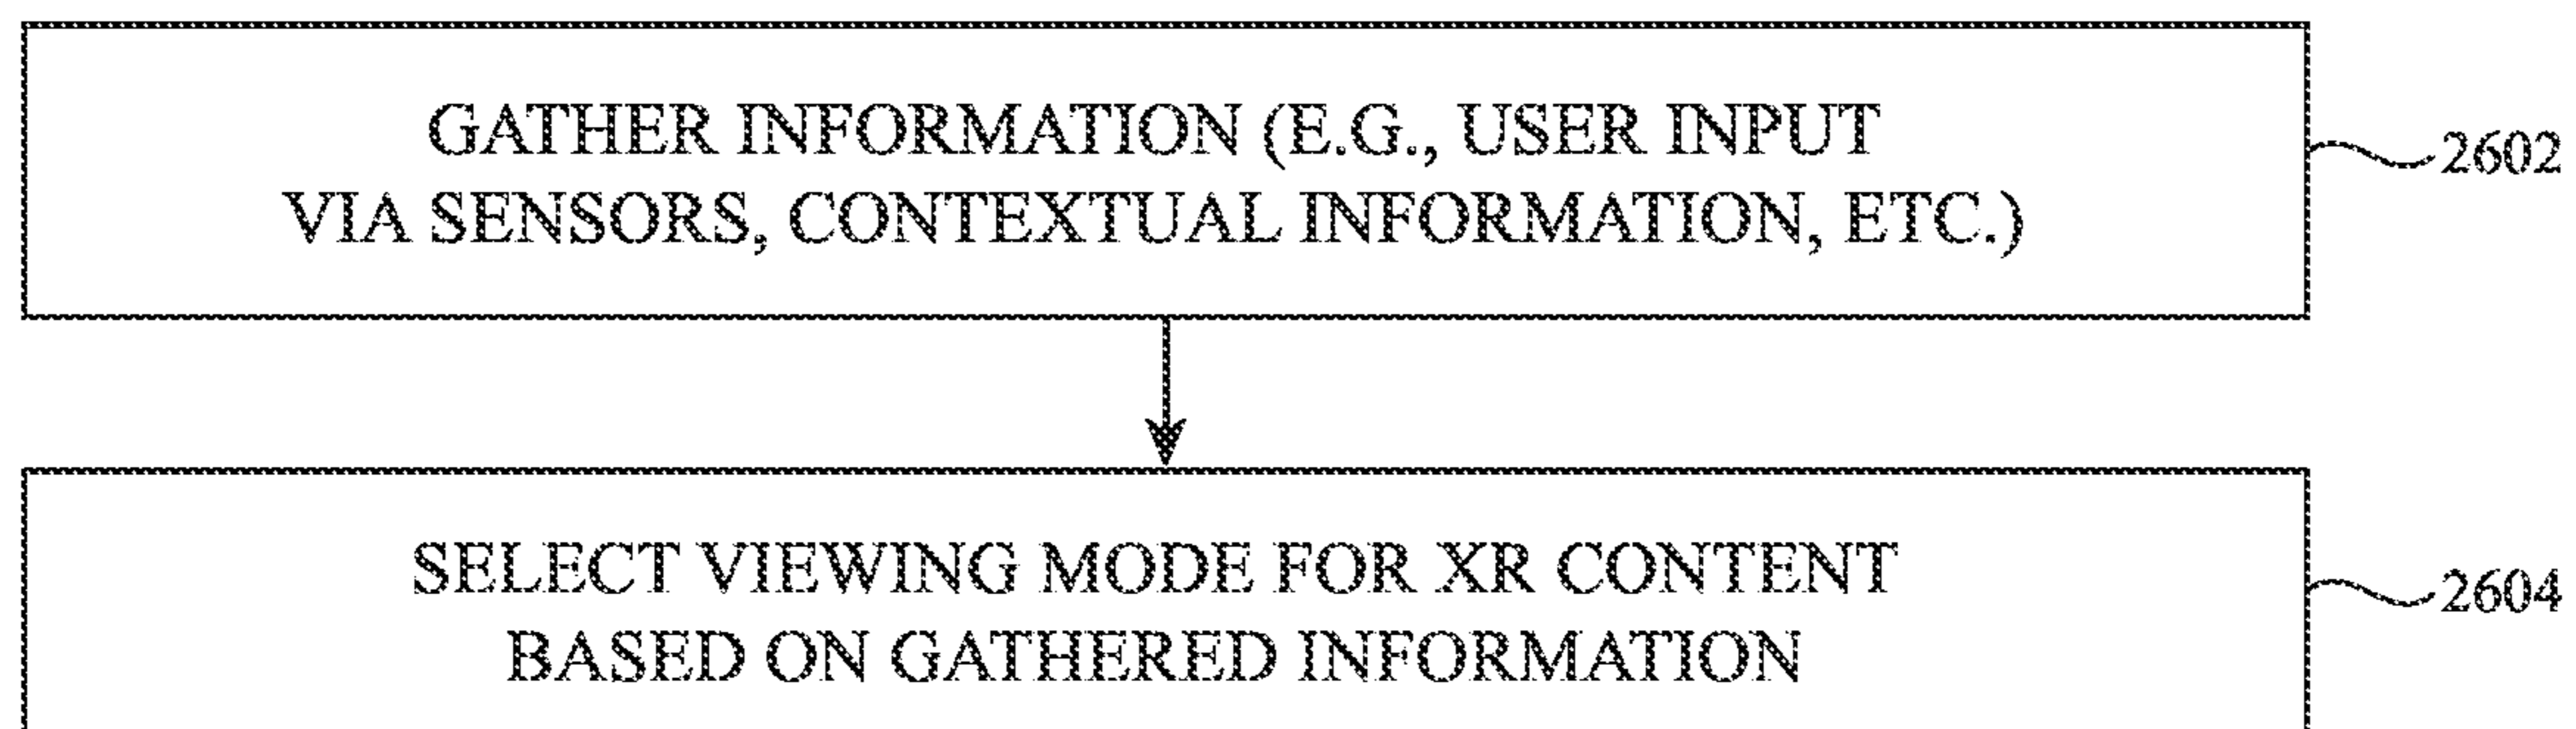 GATHER INFORMATION (E.G., USER INPUT
VIA SENSORS, CONTEXTUAL INFORMATION, ETC.)
2602
SELECT VIEWING MODE FOR XR CONTENT
BASED ON GATHERED INFORMATION
2604